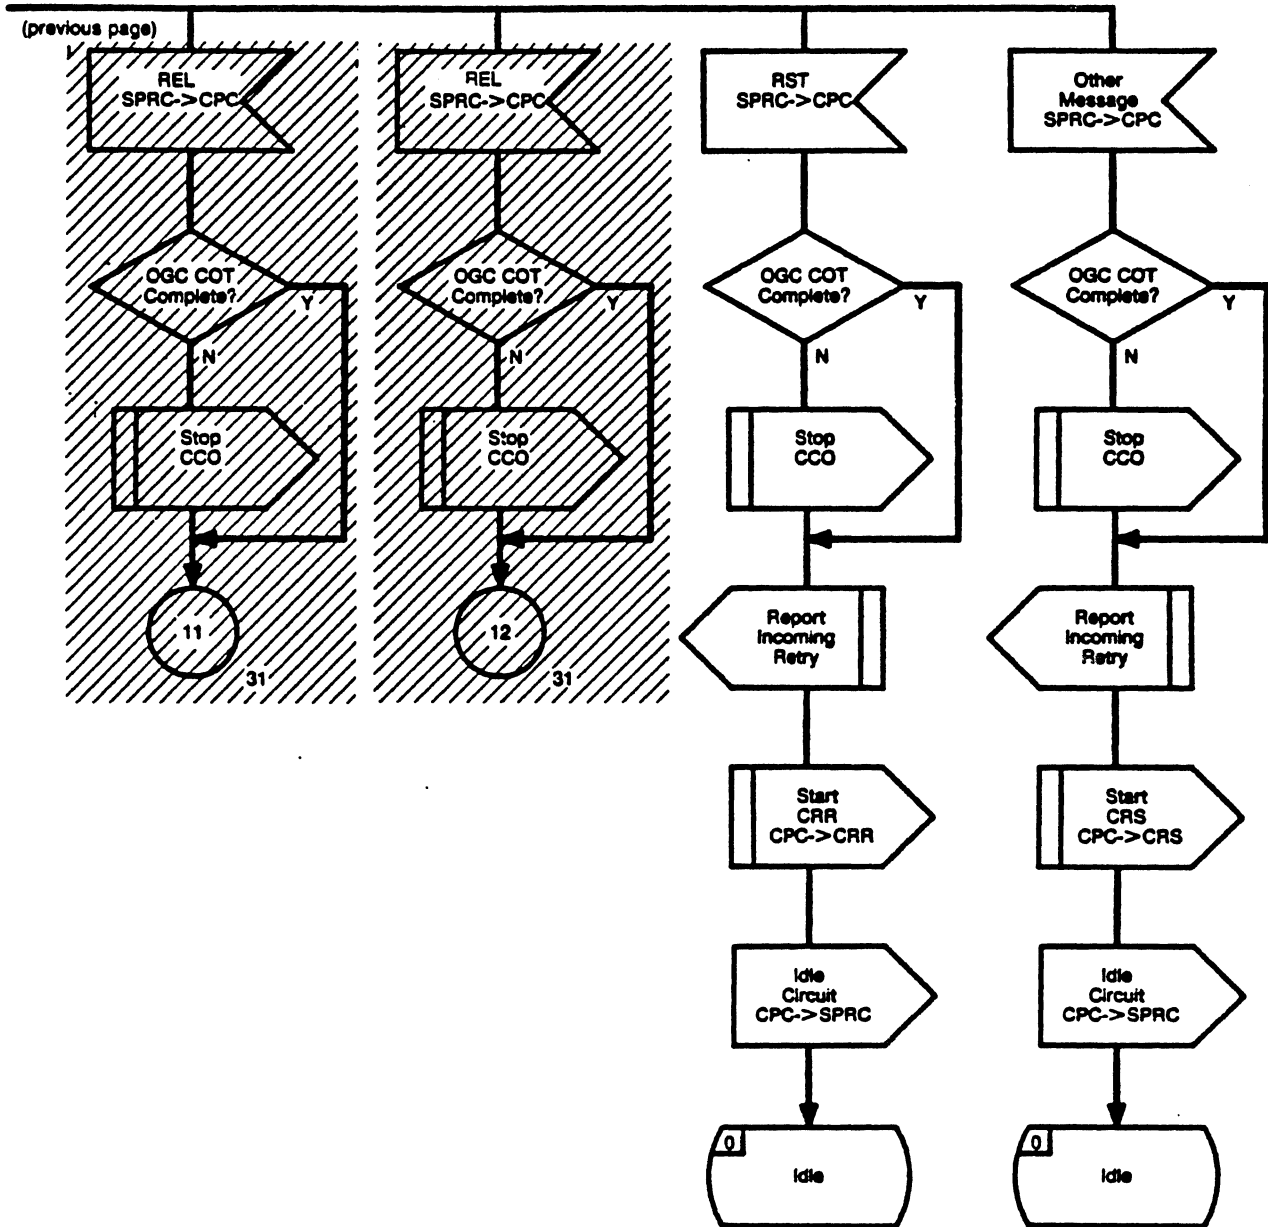 (previous page)
REL
SPRC->CPC
OGC COT
Complete?
Y
N
Stop
CCO
11
31
REL
SPRC->CPC
OGC COT
Complete?
Y
N
Stop
CCO
12
31
RST
SPRC->CPC
OGC COT
Complete?
Y
N
Stop
CCO
Report
Incoming
Retry
Start
CRR
CPC->CRR
Idle
Circuit
CPC->SPRC
0
Idle
Other
Message
SPRC->CPC
OGC COT
Complete?
Y
N
Stop
CCO
Report
Incoming
Retry
Start
CRS
CPC->CRS
Idle
Circuit
CPC->SPRC
0
Idle